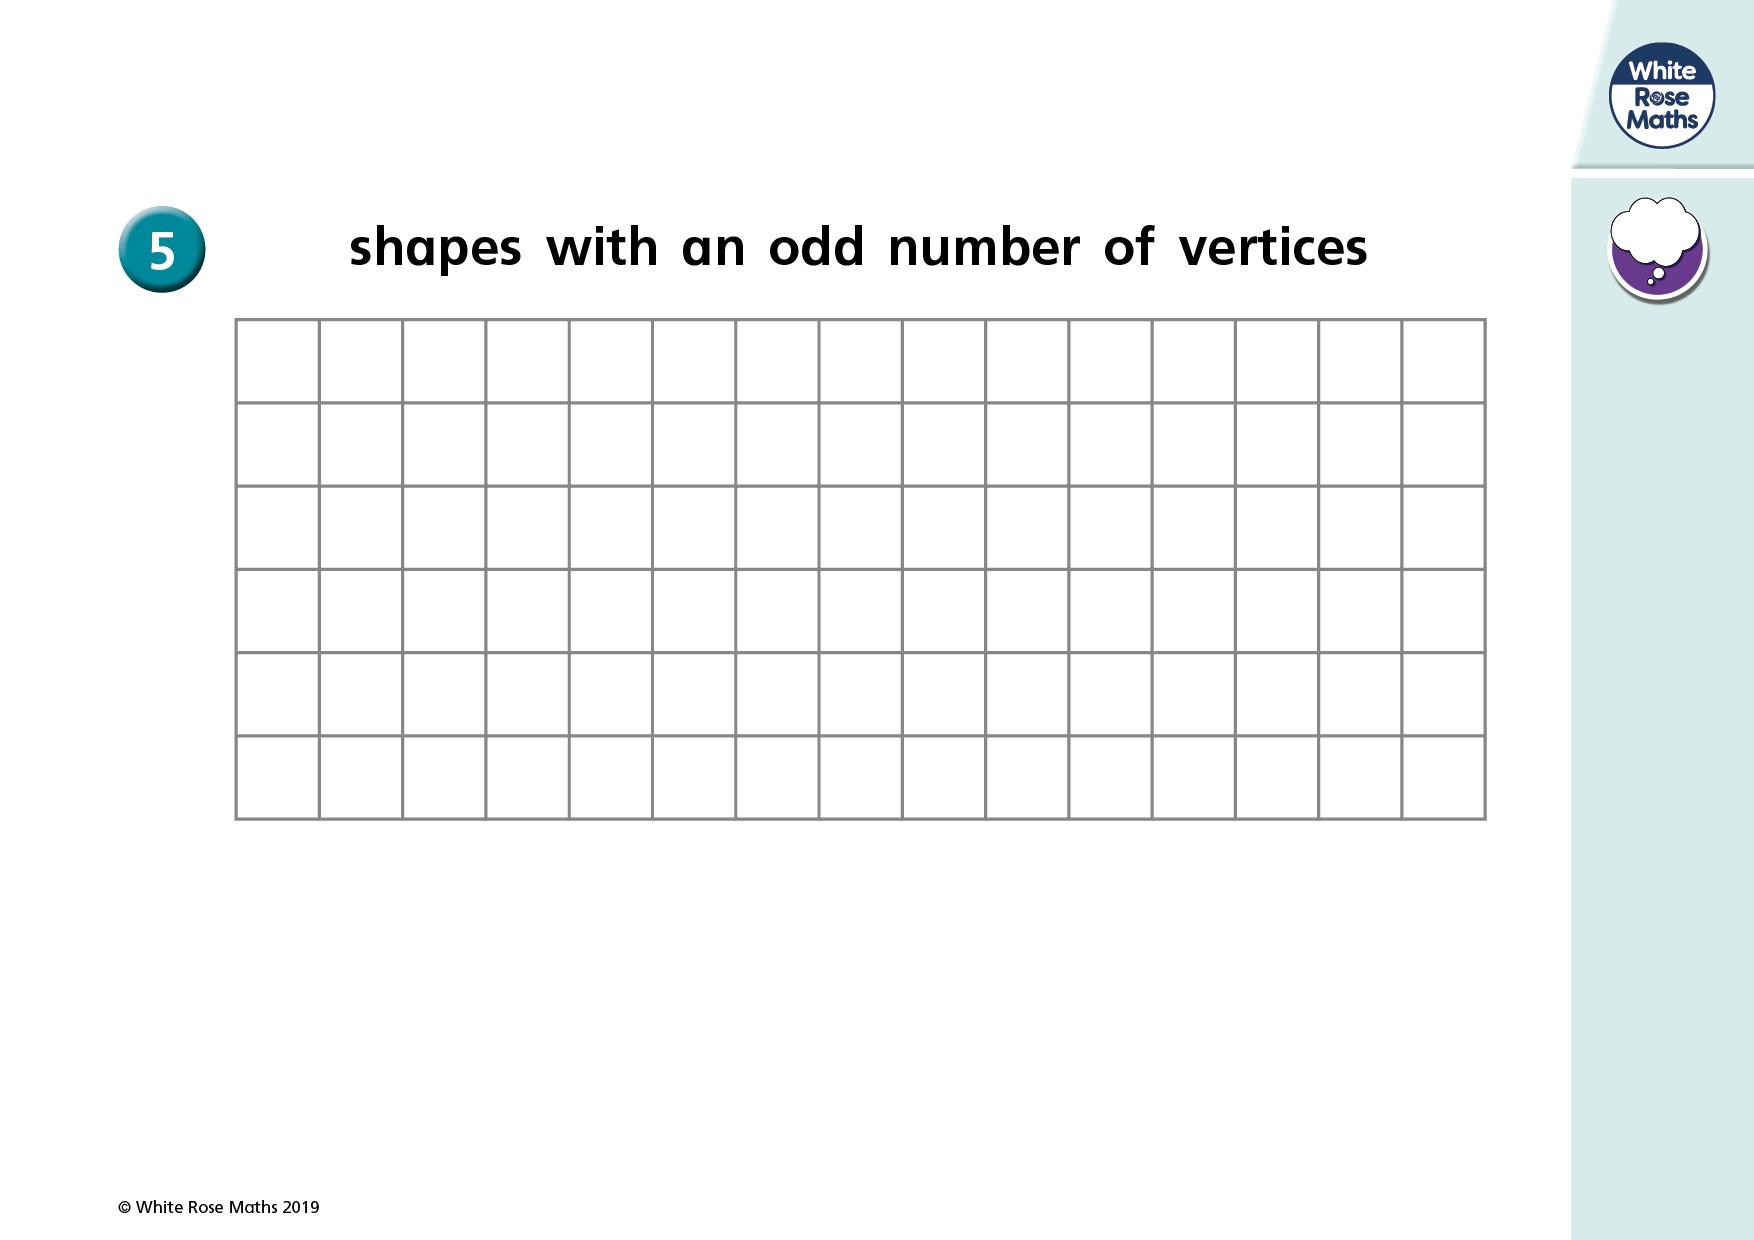 White
Rose
Maths
5
shapes with an odd number of vertices
© White Rose Maths 2019